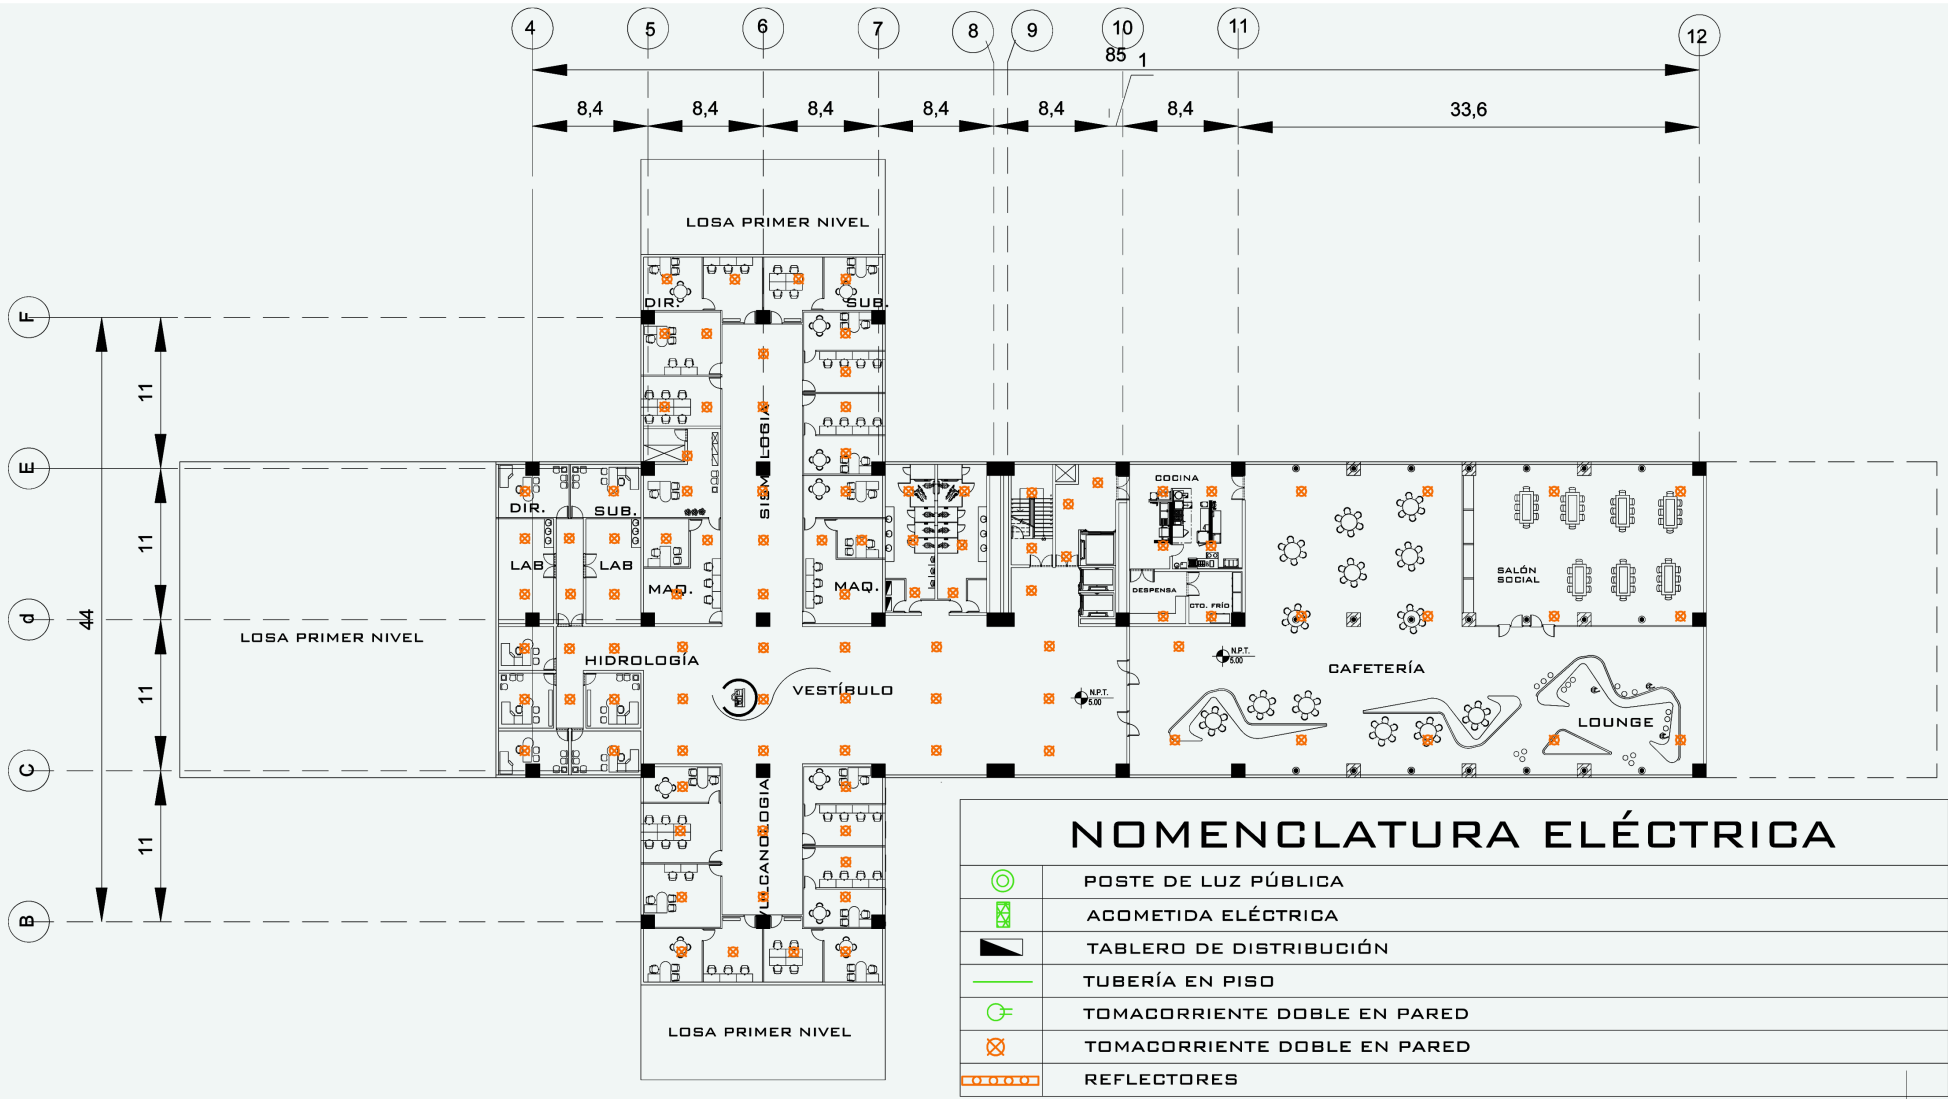 4 5 6 7 8 9 10 11 12
85 1
8,4 8,4 8,4 8,4 8,4 8,4 33,6
LOSA PRIMER NIVEL
DIR. SUB.
F
11
SISMOLOGIA
E
COCINA
DIR. SUB.
11
LAB LAB
MAQ. MAQ.
DESPENSA
CTO. FRÍO
SALÓN
SOCIAL
d
44
LOSA PRIMER NIVEL
HIDROLOGÍA
VESTÍBULO
N.P.T.
5.00
N.P.T.
5.00
CAFETERÍA
LOUNGE
11
C
VULCANOLOGIA
11
B
LOSA PRIMER NIVEL
NOMENCLATURA ELÉCTRICA
POSTE DE LUZ PÚBLICA
ACOMETIDA ELÉCTRICA
TABLERO DE DISTRIBUCIÓN
TUBERÍA EN PISO
TOMACORRIENTE DOBLE EN PARED
TOMACORRIENTE DOBLE EN PARED
REFLECTORES